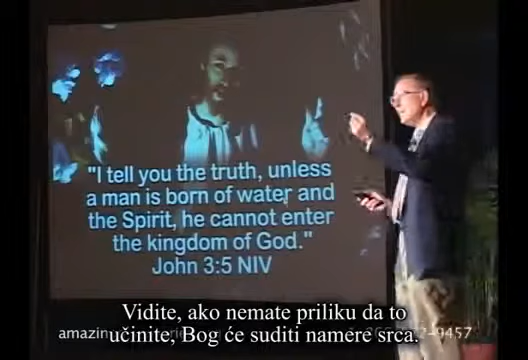 "I tell you the truth, unless
a man is born of water and
the Spirit, he cannot enter
the kingdom of God."
John 3:5 NIV
Vidite, ako nemate priliku da to
učinite, Bog će suditi namere srca.